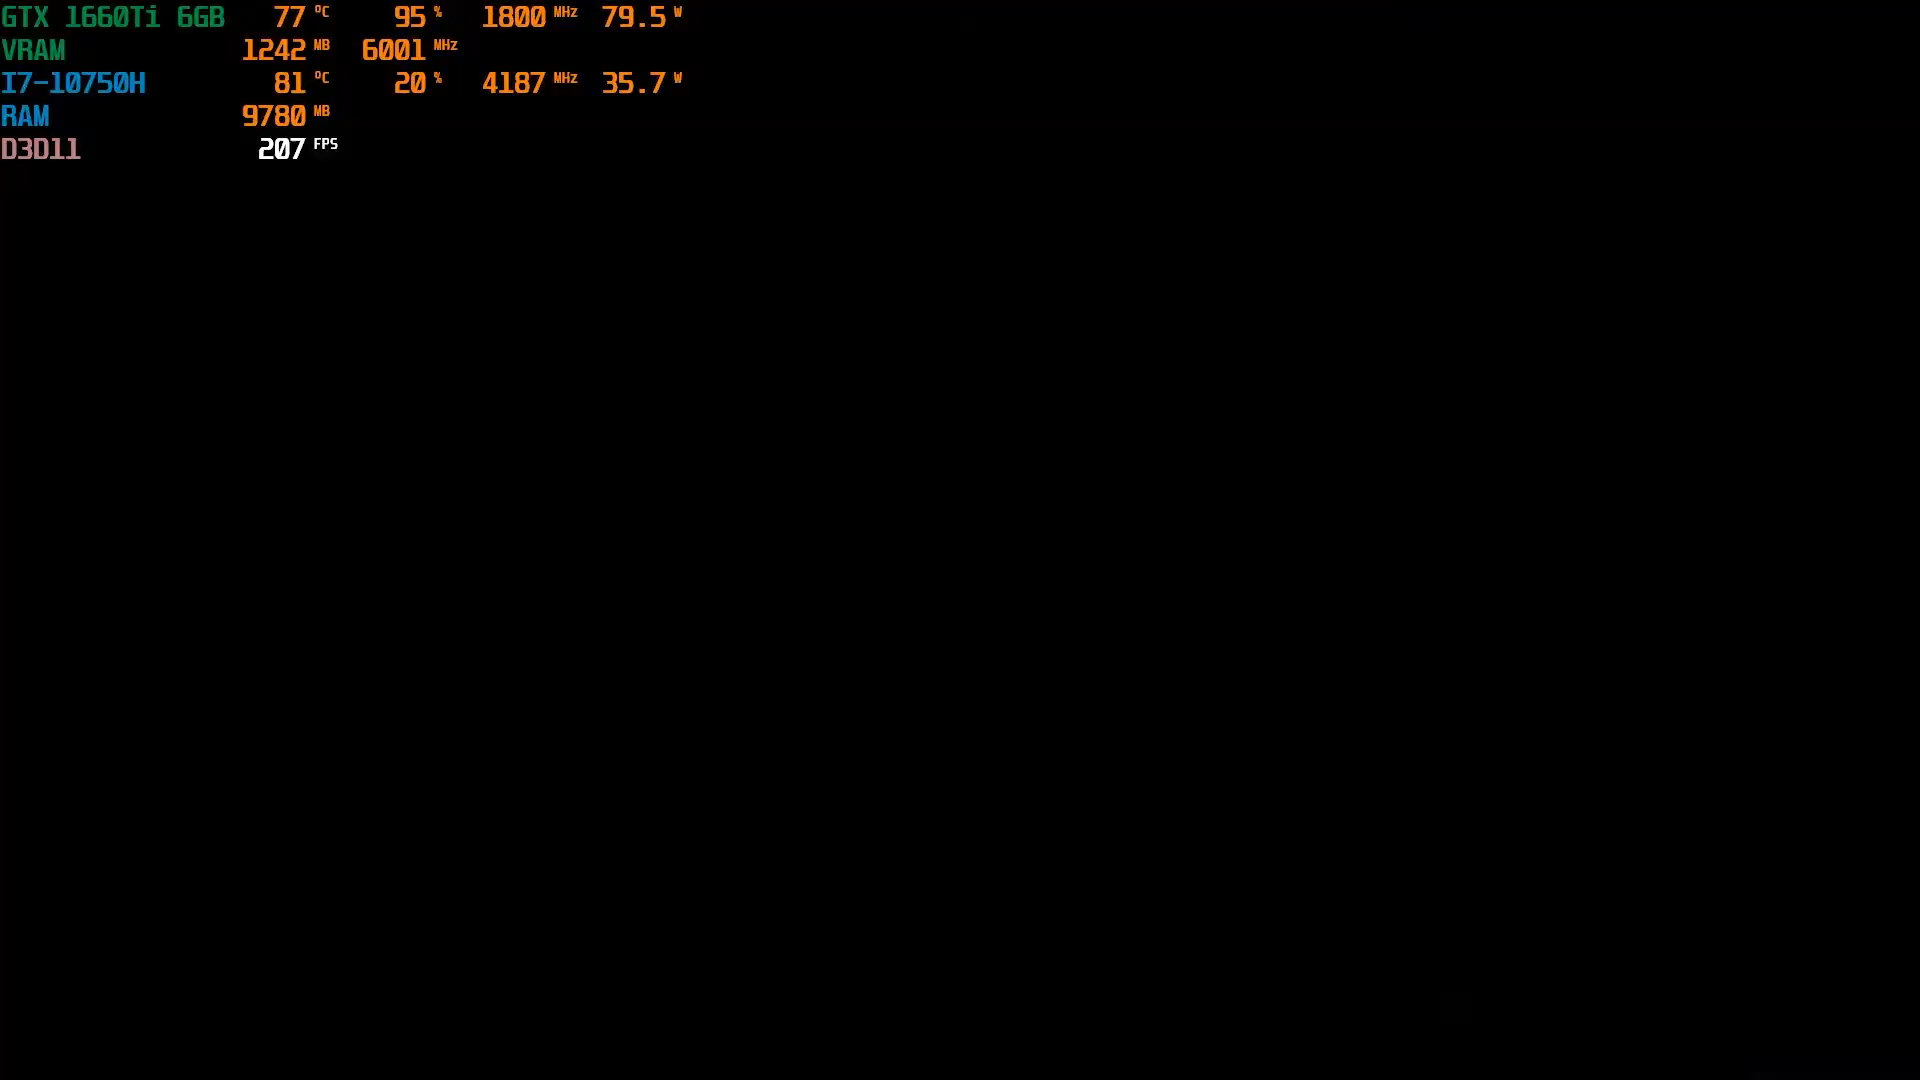 GTX 1660Ti 6GB 77 °C 95 % 1800 MHz 79.5 W
VRAM 1242 MB 6001 MHz
I7-10750H 81 °C 20 % 4187 MHz 35.7 W
RAM 9780 MB
D3D11 207 FPS